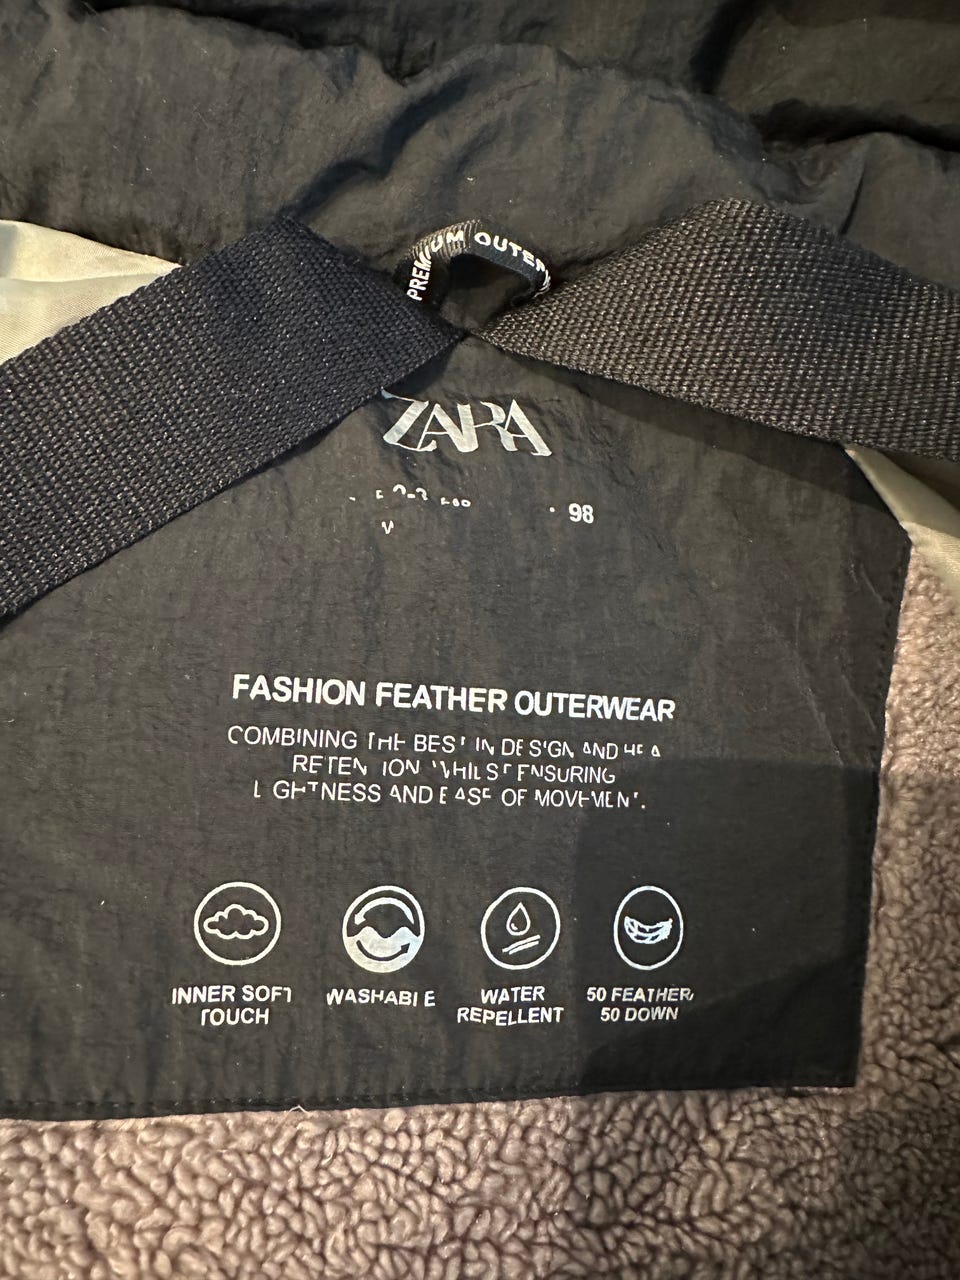 PREMIUM OUTER
ZARA
98
FASHION FEATHER OUTERWEAR
COMBINING THE BEST IN DESIGN AND HEA
RETENTION WHILST ENSURING
LIGHTNESS AND EASE OF MOVEMENT.
INNER SOFT
TOUCH
WASHABLE
WATER
REPELLENT
50 FEATHER,
50 DOWN